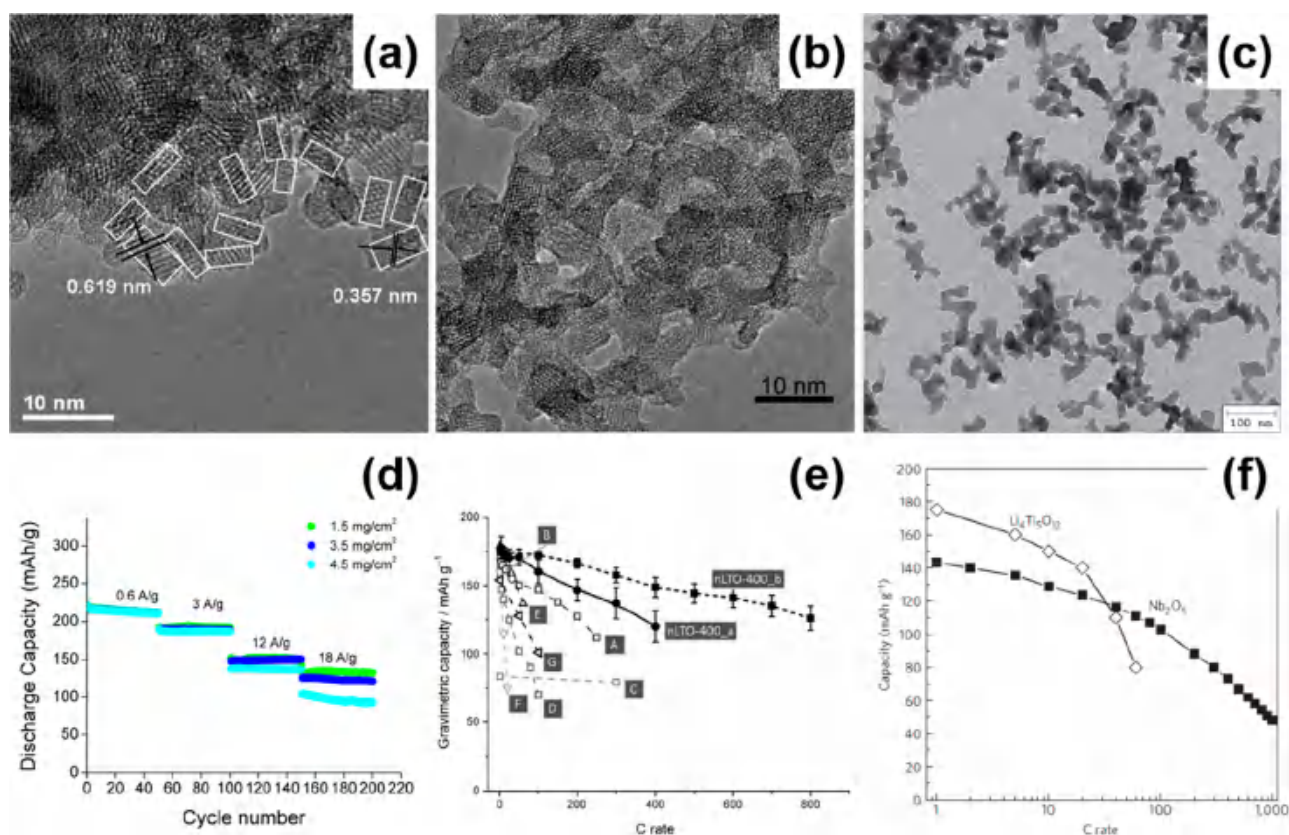 (a)
0.619 nm
0.357 nm
10 nm
(b)
10 nm
(c)
100 nm
(d)
Discharge Capacity (mAh/g)
300
250
200
150
100
50
0
0 20 40 60 80 100 120 140 160 180 200 220
Cycle number
1.5 mg/cm²
3.5 mg/cm²
4.5 mg/cm²
0.6 A/g
3 A/g
12 A/g
18 A/g
(e)
Gravimetric capacity / mAh g⁻¹
200
150
100
50
0
0 200 400 600 800
C rate
B
nLTO-400_b
nLTO-400_a
E
A
G
C
F
D
(f)
Capacity (mAh g⁻¹)
200
180
160
140
120
100
80
60
40
20
0
1 10 100 1,000
C rate
Li₄Ti₅O₁₂
Nb₂O₅